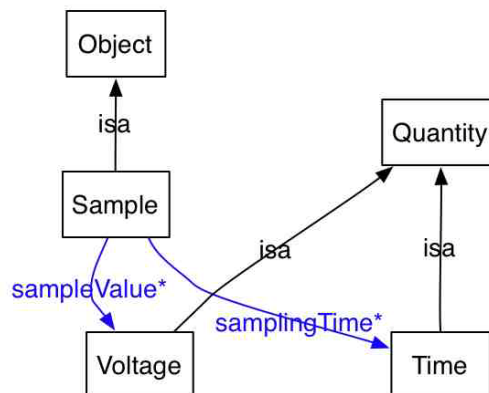 Object
isa
Quantity
Sample
isa
isa
sampleValue*
samplingTime*
Voltage
Time